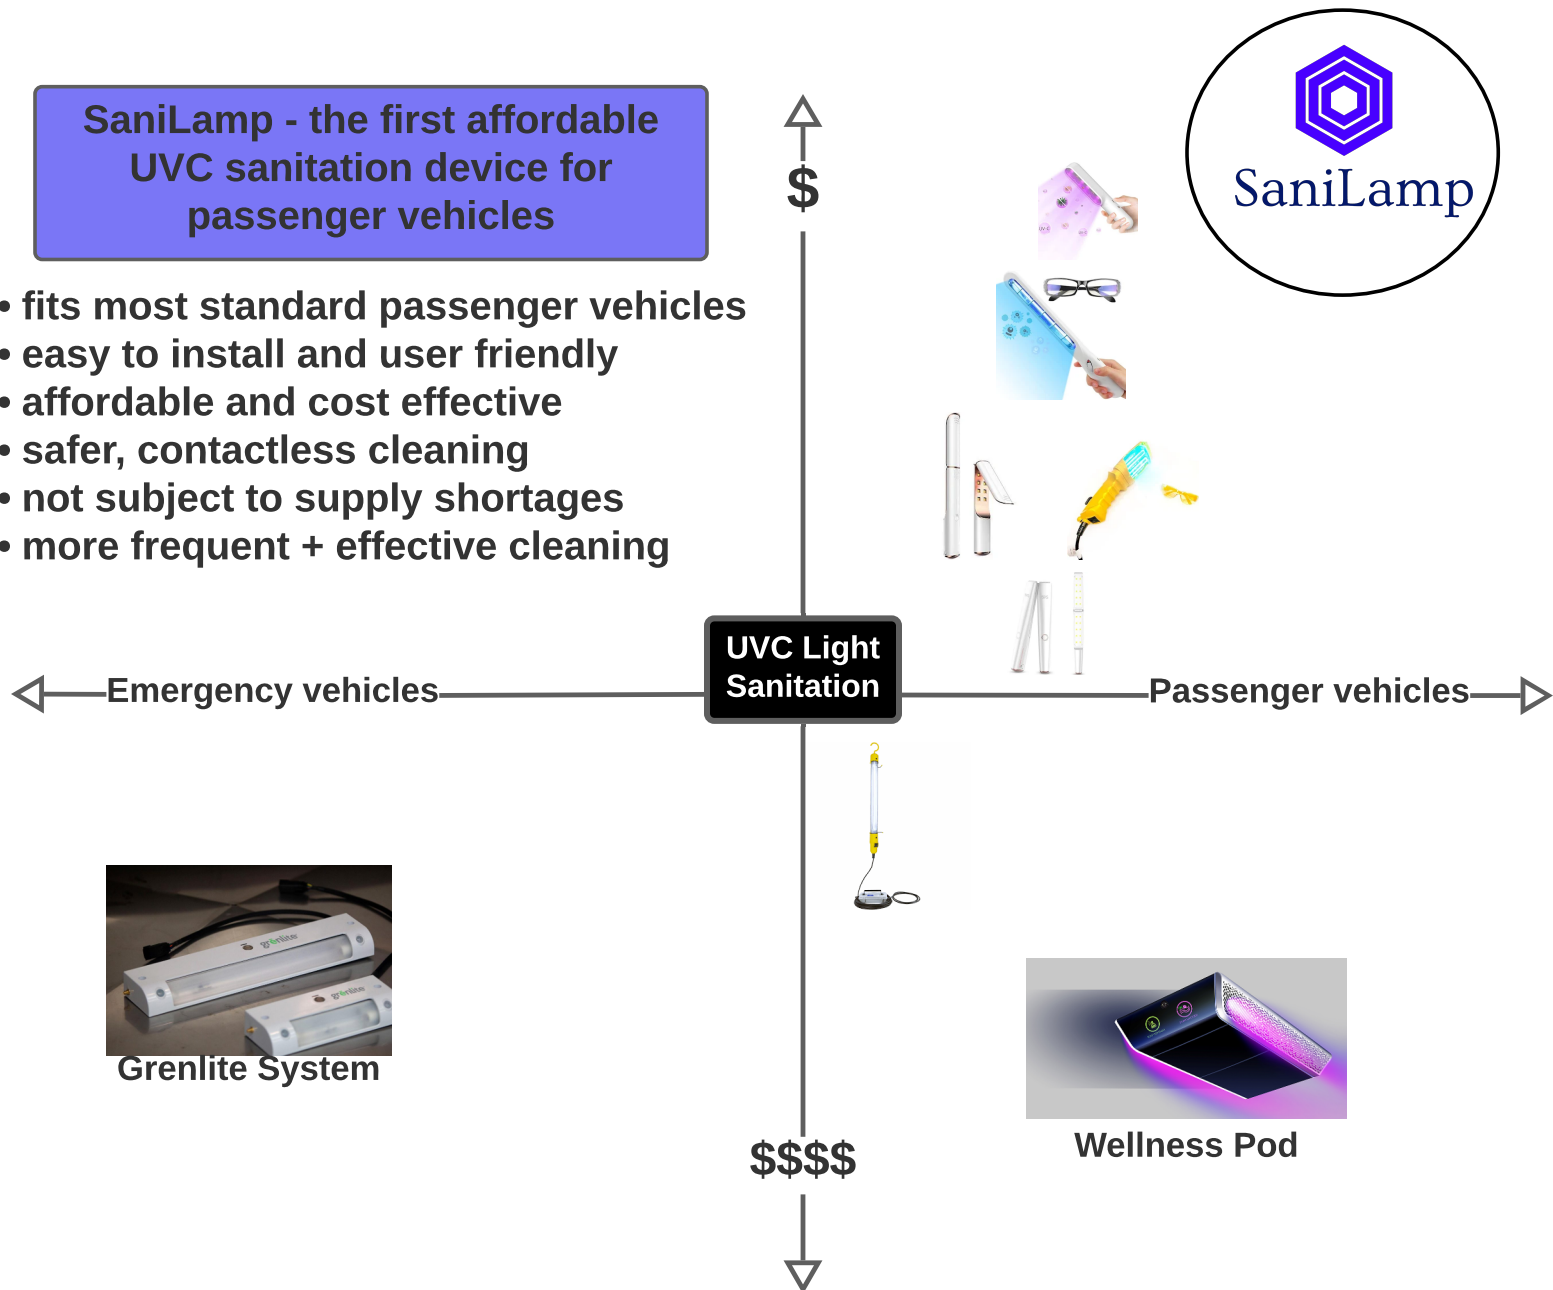 SaniLamp - the first affordable
UVC sanitation device for
passenger vehicles
• fits most standard passenger vehicles
• easy to install and user friendly
• affordable and cost effective
• safer, contactless cleaning
• not subject to supply shortages
• more frequent + effective cleaning
$
SaniLamp
UVC Light
Sanitation
Emergency vehicles
Passenger vehicles
grenlite
grenlite
Grenlite System
Wellness Pod
$$$$